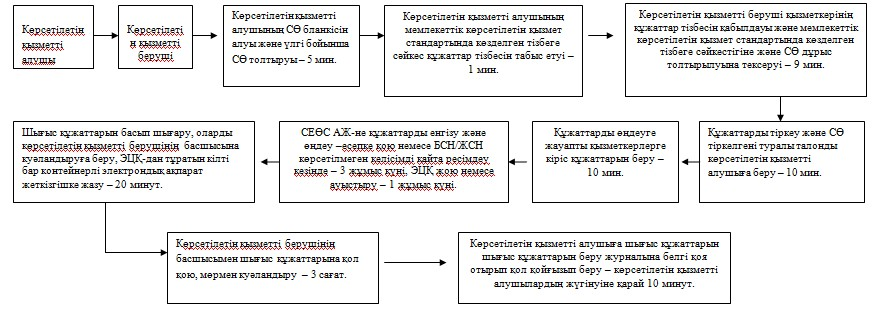 Көрсетілетін
қызметті
алушы
Көрсетілеті
н қызметті
беруші
Көрсетілетін қызметті
алушының СӨ бланкісін
алуы және үлгі бойынша
СӨ толтыруы – 5 мин.
Көрсетілетін қызметті алушының
мемлекеттік көрсетілетін қызмет
стандартында көзделген тізбеге
сәйкес құжаттар тізбесін табыс етуі –
1 мин.
Көрсетілетін қызметті беруші қызметкерінің
құжаттар тізбесін қабылдауы және мемлекеттік
көрсетілетін қызмет стандартында көзделген
тізбеге сәйкестігіне және СӨ дұрыс
толтырылуына тексеруі – 9 мин.
Құжаттарды тіркеу және СӨ
тіркелгені туралы талонды
көрсетілетін қызметті
алушыға беру – 10 мин.
Құжаттарды өңдеуге
жауапты қызметкерлерге
кіріс құжаттарын беру –
10 мин.
СЕӨС АЖ-не құжаттарды енгізу және
өңдеу –есепке қою немесе БСН/ЖСН
көрсетілмеген келісімді қайта ресімдеу
кезінде – 3 жұмыс күні, ЭЦҚ жою немесе
ауыстыру – 1 жұмыс күні.
Шығыс құжаттарын басып шығару, оларды
көрсетілетін қызметті берушінің басшысына
куәландыруға беру, ЭЦҚ-дан тұратын кілті
бар контейнерлі электрондық ақпарат
жеткізгішке жазу – 20 минут.
Көрсетілетін қызметті берушінің
басшысымен шығыс құжаттарына қол
қою, мөрмен куәландыру – 3 сағат.
Көрсетілетін қызметті алушыға шығыс құжаттарын
шығыс құжаттарын беру журналына белгі қоя
отырып қол қойғызып беру – көрсетілетін қызметті
алушылардың жүгінуіне қарай 10 минут.